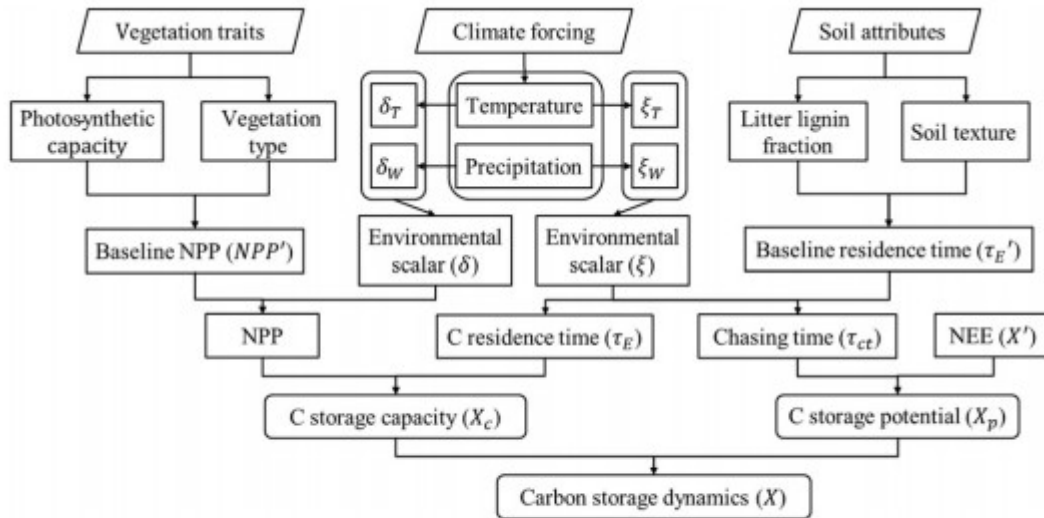 Vegetation traits
Climate forcing
Soil attributes
Photosynthetic
capacity
Vegetation
type
δ_T
Temperature
ξ_T
δ_W
Precipitation
ξ_W
Litter lignin
fraction
Soil texture
Baseline NPP (NPP′)
Environmental
scalar (δ)
Environmental
scalar (ξ)
Baseline residence time (τ_E′)
NPP
C residence time (τ_E)
Chasing time (τ_ct)
NEE (X′)
C storage capacity (X_c)
C storage potential (X_p)
Carbon storage dynamics (X)